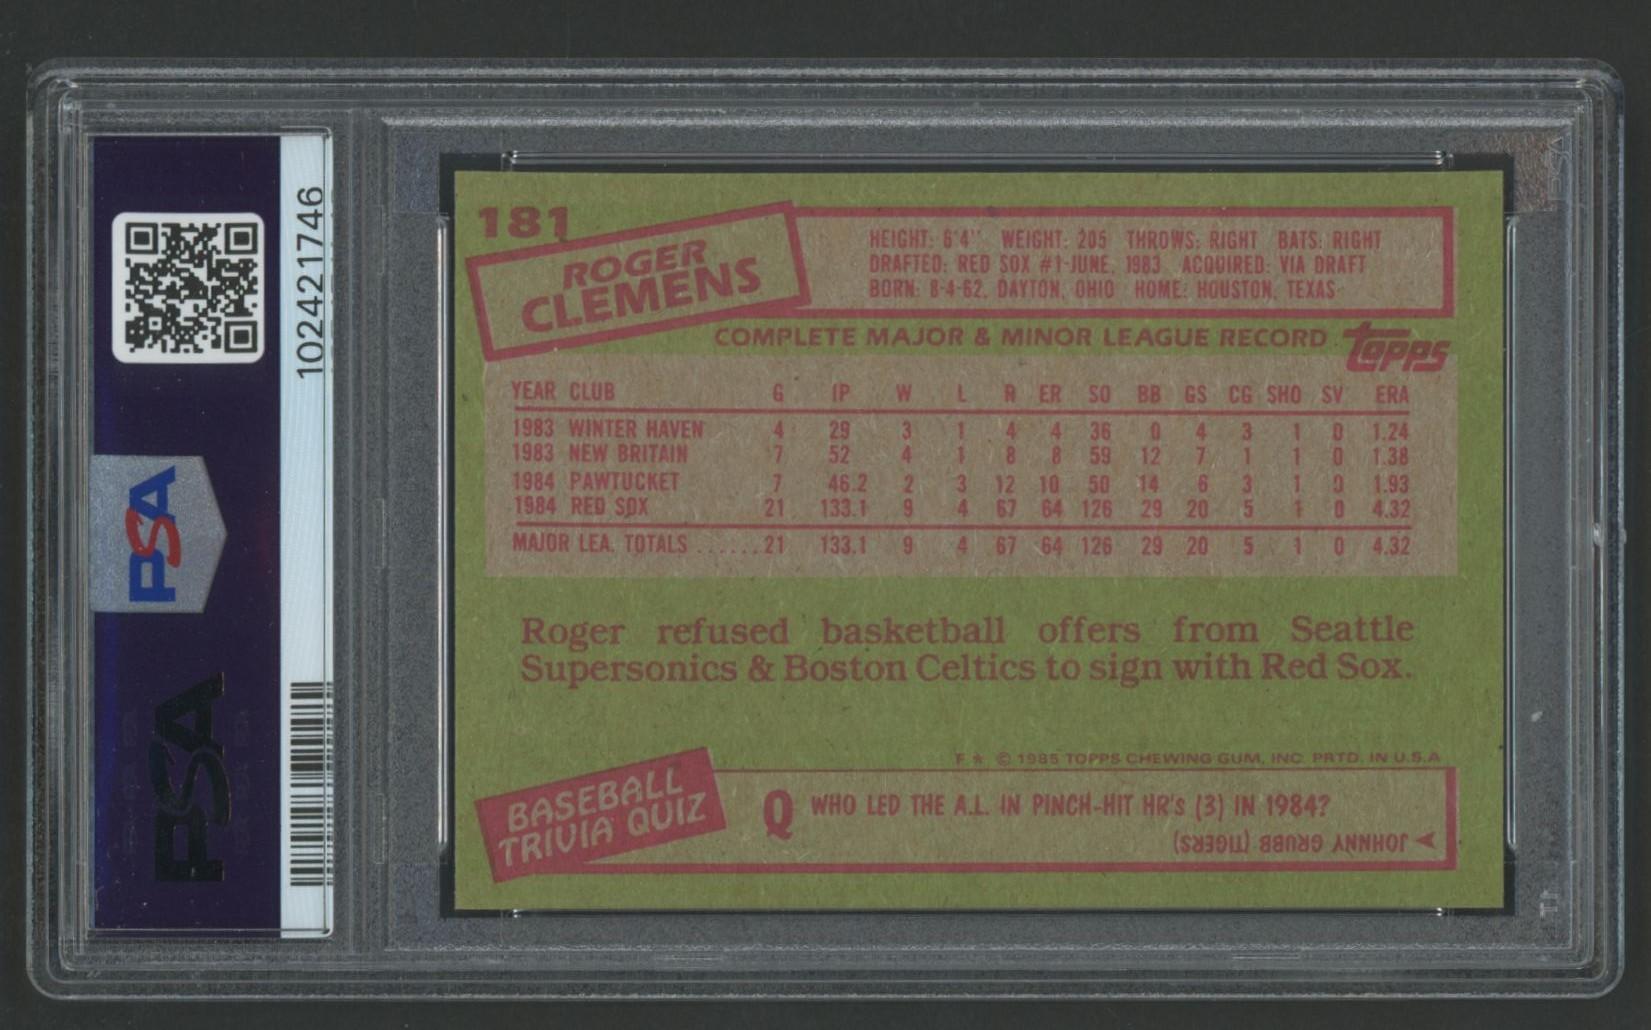 102421746
PSA
PSA
181
ROGER
CLEMENS
HEIGHT: 6'4" WEIGHT: 205 THROWS: RIGHT BATS: RIGHT
DRAFTED: RED SOX #1-JUNE, 1983 ACQUIRED: VIA DRAFT
BORN: 8-4-62, DAYTON, OHIO HOME: HOUSTON, TEXAS
COMPLETE MAJOR & MINOR LEAGUE RECORD topps
YEAR CLUB G IP W L R ER SO BB GS CG SHO SV ERA
1983 WINTER HAVEN 4 29 3 1 4 4 36 0 4 3 1 0 1.24
1983 NEW BRITAIN 7 52 4 1 8 8 59 12 7 1 1 0 1.38
1984 PAWTUCKET 7 46.2 2 3 12 10 50 14 6 3 1 0 1.93
1984 RED SOX 21 133.1 9 4 67 64 126 29 20 5 1 0 4.32
MAJOR LEA. TOTALS ......21 133.1 9 4 67 64 126 29 20 5 1 0 4.32
Roger refused basketball offers from Seattle
Supersonics & Boston Celtics to sign with Red Sox.
F ★ © 1985 TOPPS CHEWING GUM, INC. PRTD. IN U.S.A
BASEBALL
TRIVIA QUIZ
Q WHO LED THE A.L. IN PINCH-HIT HR's (3) IN 1984?
JOHNNY GRUBB (TIGERS)